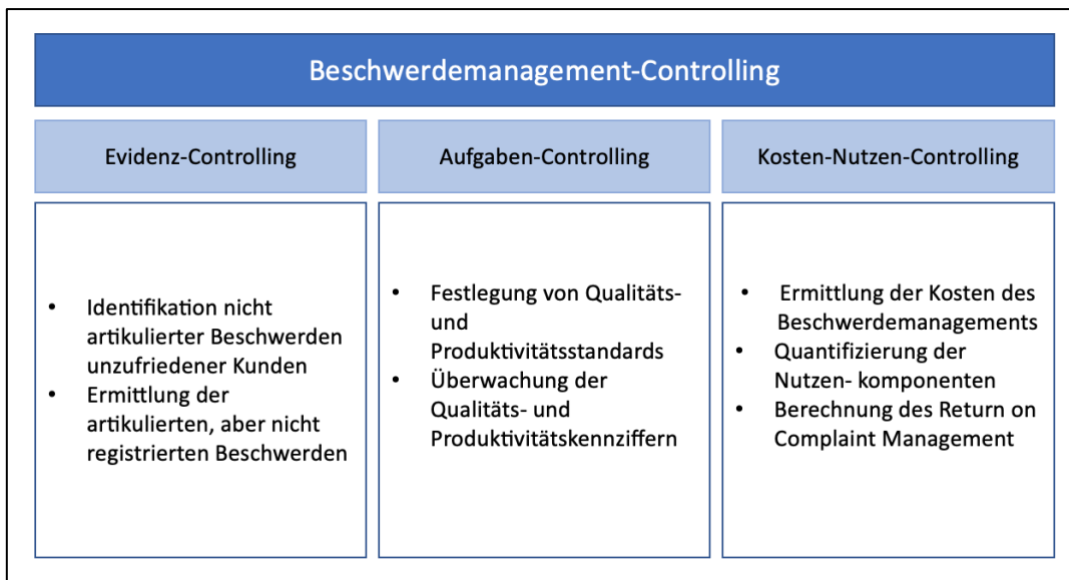 Beschwerdemanagement-Controlling
Evidenz-Controlling
Aufgaben-Controlling
Kosten-Nutzen-Controlling
• Identifikation nicht
artikulierter Beschwerden
unzufriedener Kunden
• Ermittlung der
artikulierten, aber nicht
registrierten Beschwerden
• Festlegung von Qualitäts-
und
Produktivitätsstandards
• Überwachung der
Qualitäts- und
Produktivitätskennziffern
• Ermittlung der Kosten des
Beschwerdemanagements
• Quantifizierung der
Nutzen- komponenten
• Berechnung des Return on
Complaint Management